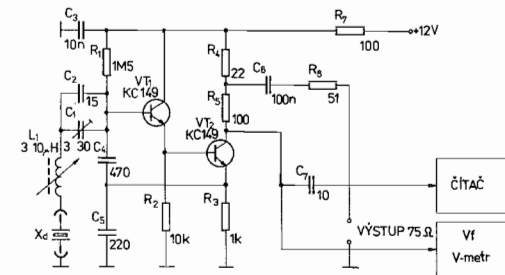 C₃
10n
R₁
1M5
C₂
15
C₁
3 30
L₁
3 10µH
C₄
470
C₅
220
Xd
VT₁
KC149
VT₂
KC149
R₂
10k
R₃
1k
R₄
22
R₅
100
C₆
100n
R₆
51
R₇
100
+12V
C₇
10
ČÍTAČ
VÝSTUP 75 Ω
Vf
V-metr